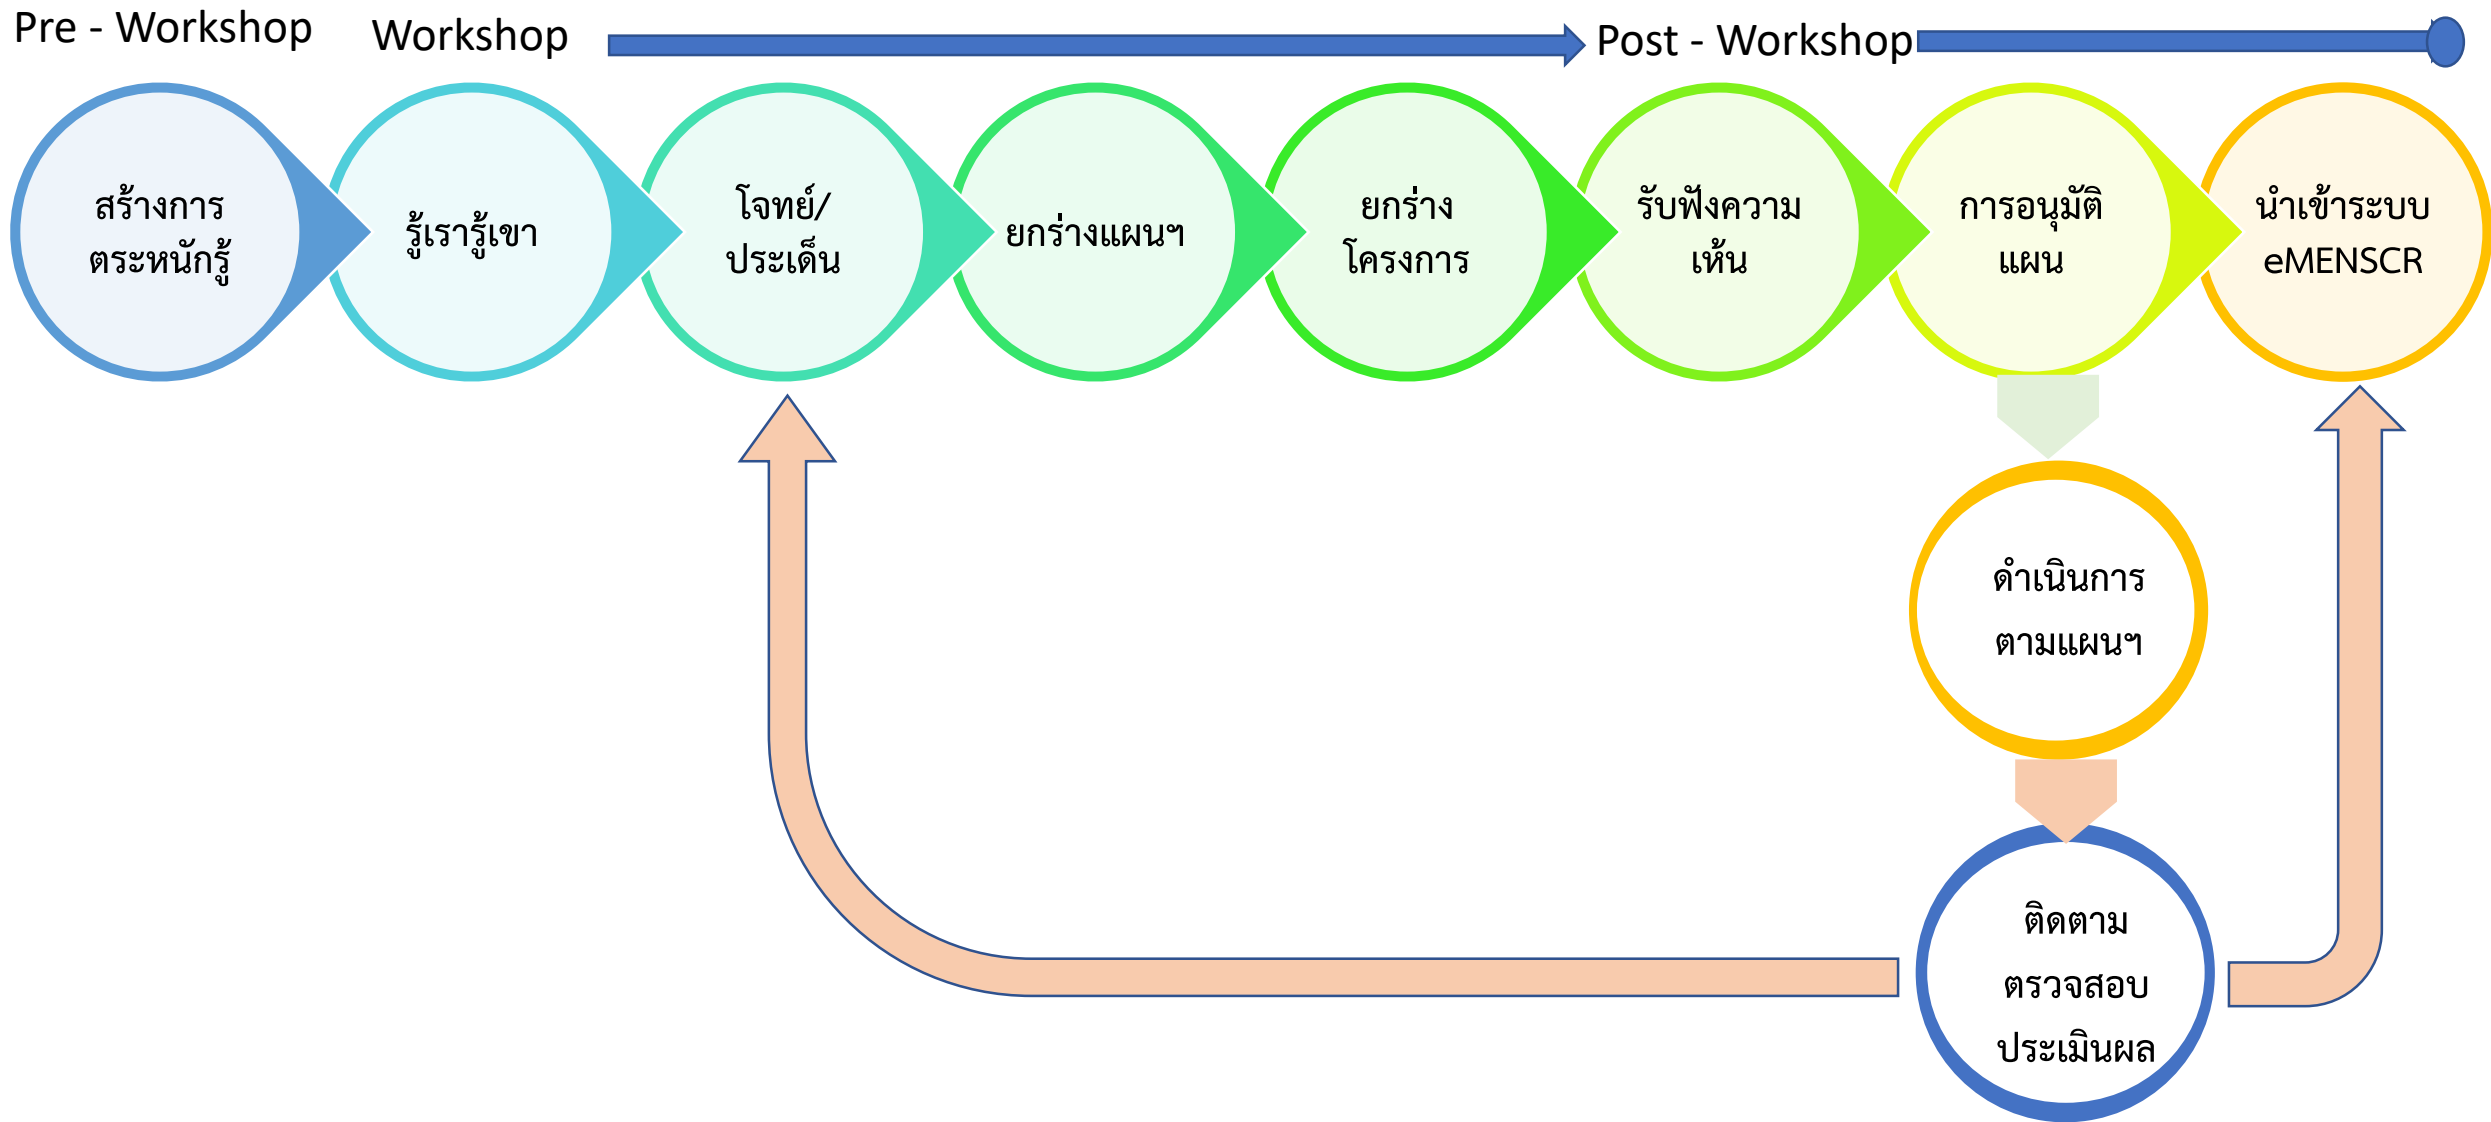 Pre - Workshop
Workshop
Post - Workshop
สร้างการ
ตระหนักรู้
รู้เรารู้เขา
โจทย์/
ประเด็น
ยกร่างแผนฯ
ยกร่าง
โครงการ
รับฟังความ
เห้น
การอนุมัติ
แผน
นำเข้าระบบ
eMENSCR
ดำเนินการ
ตามแผนฯ
ติดตาม
ตรวจสอบ
ประเมินผล